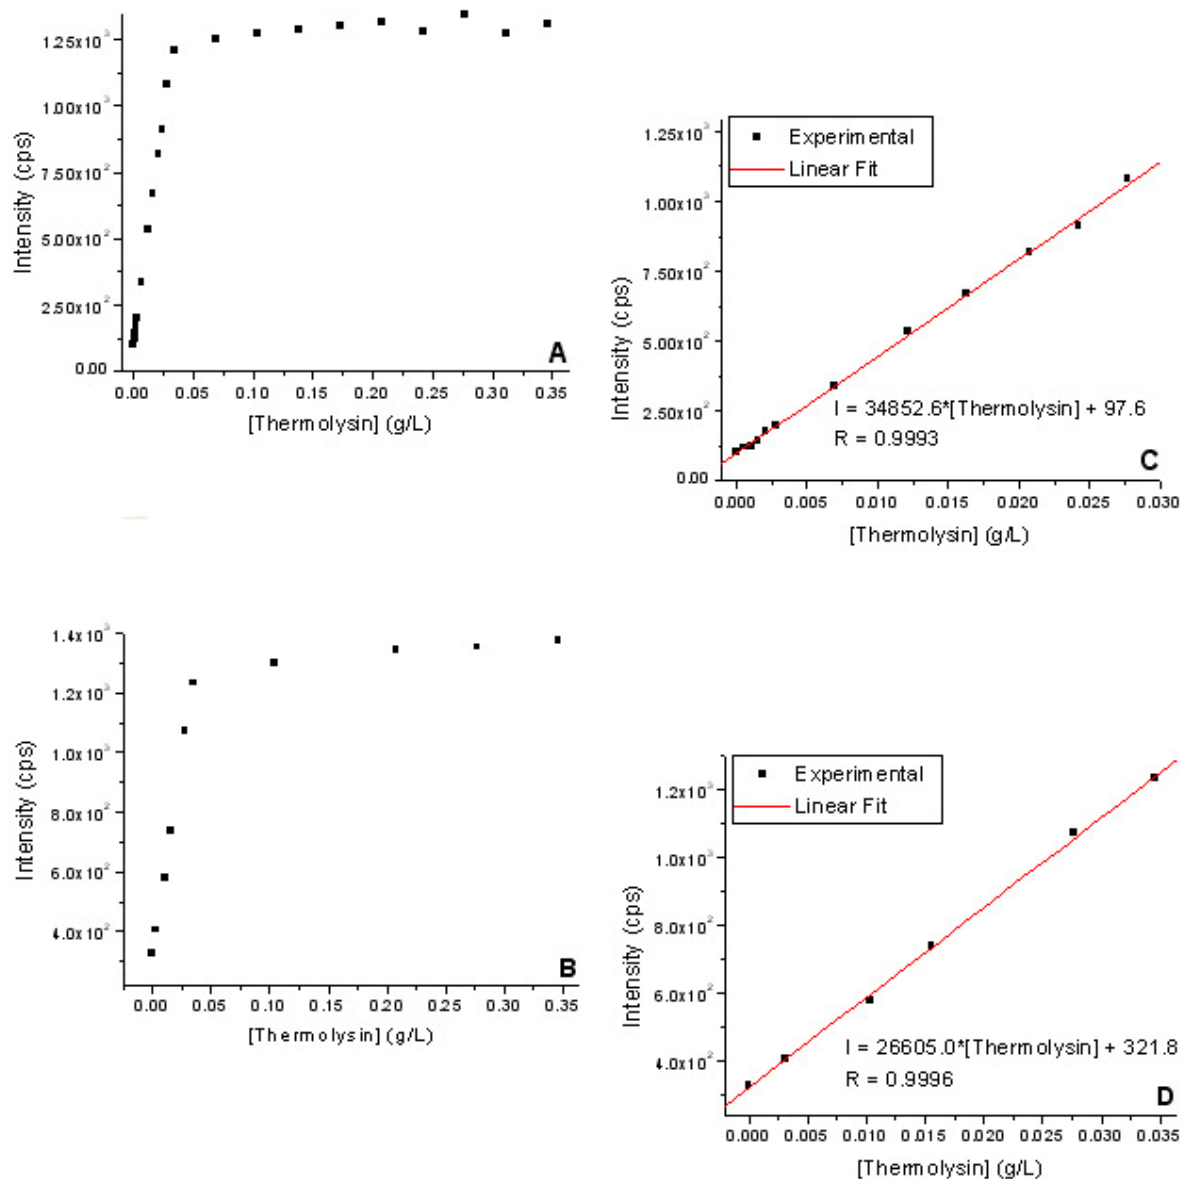 1.25x10³
1.00x10³
7.50x10²
5.00x10²
2.50x10²
0.00
Intensity (cps)
A
0.00 0.05 0.10 0.15 0.20 0.25 0.30 0.35
[Thermolysin] (g/L)
Experimental
Linear Fit
1.25x10³
1.00x10³
7.50x10²
5.00x10²
2.50x10²
0.00
Intensity (cps)
I = 34852.6*[Thermolysin] + 97.6
R = 0.9993
C
0.000 0.005 0.010 0.015 0.020 0.025 0.030
[Thermolysin] (g/L)
1.4x10³
1.2x10³
1.0x10³
8.0x10²
6.0x10²
4.0x10²
Intensity (cps)
B
0.00 0.05 0.10 0.15 0.20 0.25 0.30 0.35
[Thermolysin] (g/L)
Experimental
Linear Fit
1.2x10³
1.0x10³
8.0x10²
6.0x10²
4.0x10²
Intensity (cps)
I = 26605.0*[Thermolysin] + 321.8
R = 0.9996
D
0.000 0.005 0.010 0.015 0.020 0.025 0.030 0.035
[Thermolysin] (g/L)